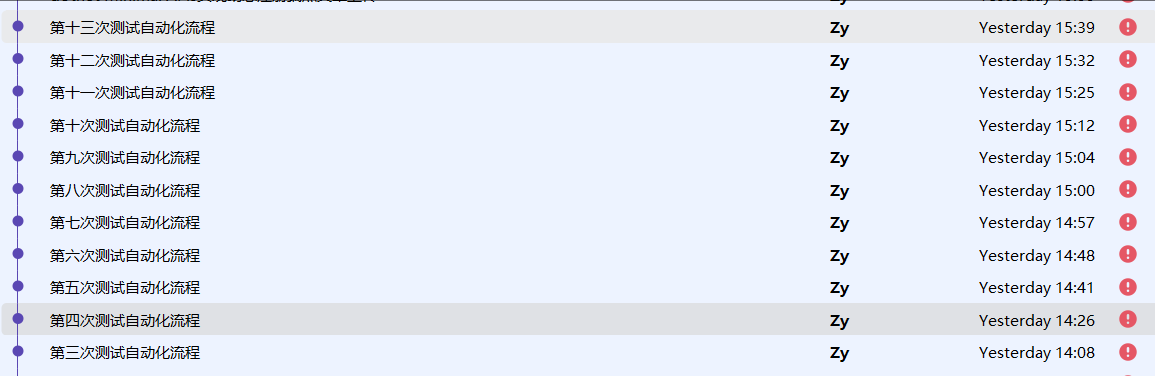 第十三次测试自动化流程 Zy Yesterday 15:39
第十二次测试自动化流程 Zy Yesterday 15:32
第十一次测试自动化流程 Zy Yesterday 15:25
第十次测试自动化流程 Zy Yesterday 15:12
第九次测试自动化流程 Zy Yesterday 15:04
第八次测试自动化流程 Zy Yesterday 15:00
第七次测试自动化流程 Zy Yesterday 14:57
第六次测试自动化流程 Zy Yesterday 14:48
第五次测试自动化流程 Zy Yesterday 14:41
第四次测试自动化流程 Zy Yesterday 14:26
第三次测试自动化流程 Zy Yesterday 14:08